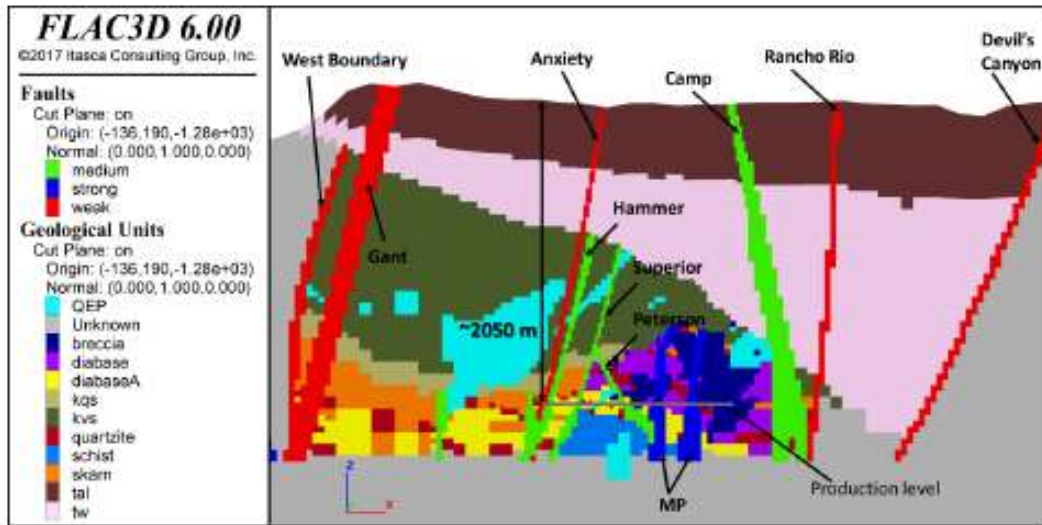 FLAC3D 6.00
©2017 Itasca Consulting Group, Inc.
Faults
Cut Plane: on
Origin: (-136,190,-1.28e+03)
Normal: (0.000,1.000,0.000)
medium
strong
weak
Geological Units
Cut Plane: on
Origin: (-136,190,-1.28e+03)
Normal: (0.000,1.000,0.000)
QEP
Unknown
breccia
diabase
diabaseA
kqs
kvs
quartzite
schist
skarn
tal
tw
West Boundary
Anxiety
Camp
Rancho Rio
Devil's
Canyon
Hammer
Gant
Superior
Peterson
~2050 m
Production level
MP
z
x